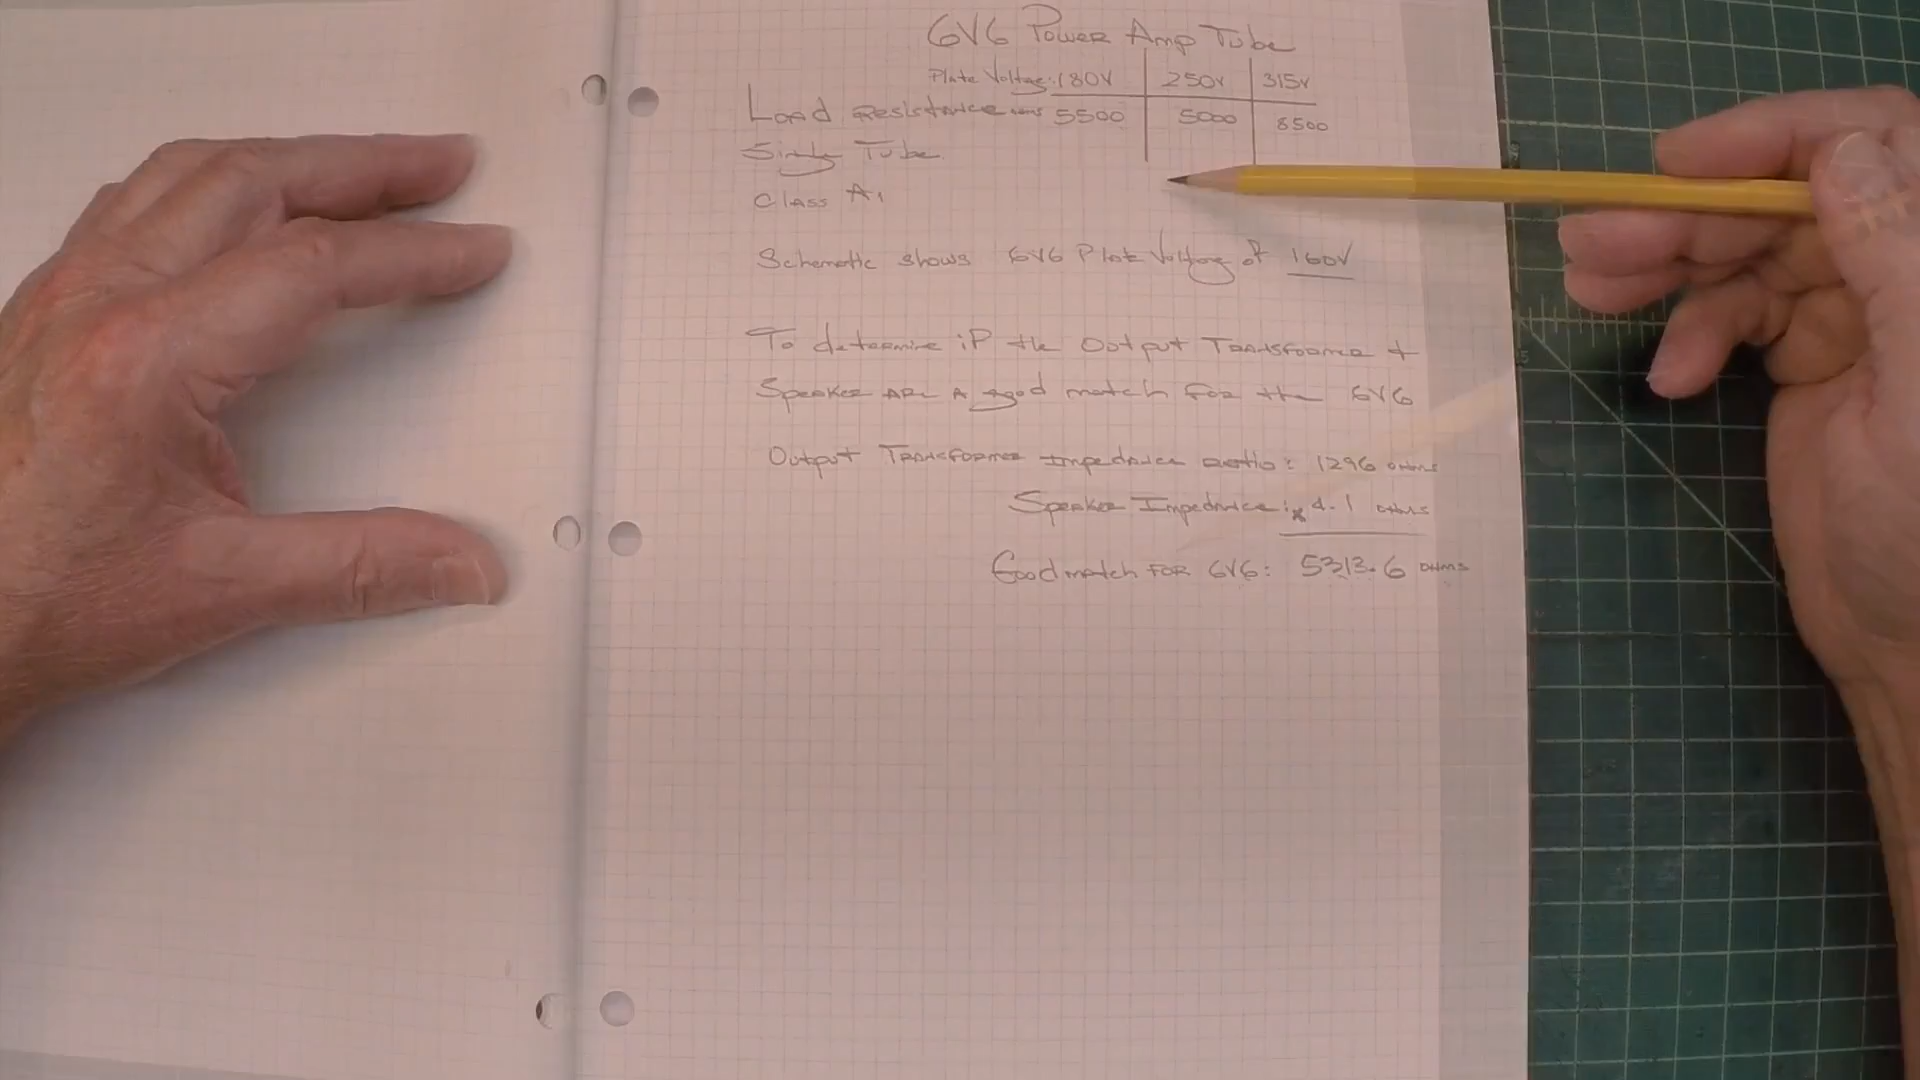 6V6 Power Amp Tube
Plate Voltage: 180V 250V 315V
Load Resistance ohms 5500 5000 8500
Single Tube
Class A1
Schematic shows 6V6 Plate Voltage of 160V
To determine if the Output Transformer +
Speaker are a good match for the 6V6
Output Transformer Impedance Ratio: 1296 ohms
Speaker Impedance: x 4.1 ohms
Good match for 6V6: 5313.6 ohms